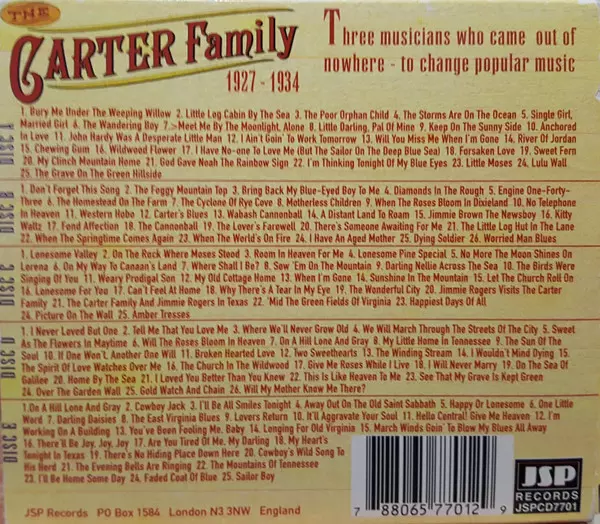 THE
CARTER Family
1927 - 1934
Three musicians who came out of
nowhere - to change popular music
DISC A
1. Bury Me Under The Weeping Willow 2. Little Log Cabin By The Sea 3. The Poor Orphan Child 4. The Storms Are On The Ocean 5. Single Girl,
Married Girl 6. The Wandering Boy 7.>Meet Me By The Moonlight, Alone 8. Little Darling, Pal Of Mine 9. Keep On the Sunny Side 10. Anchored
In Love 11. John Hardy Was A Desperate Little Man 12. I Ain't Goin' To Work Tomorrow 13. Will You Miss Me When I'm Gone 14. River Of Jordan
15. Chewing Gum 16. Wildwood Flower 17. I Have No-one To Love Me (But The Sailor On The Deep Blue Sea) 18. Forsaken Love 19. Sweet Fern
20. My Clinch Mountain Home 21. God Gave Noah The Rainbow Sign 22. I'm Thinking Tonight Of My Blue Eyes 23. Little Moses 24. Lulu Wall
25. The Grave On The Green Hillside
DISC B
1. Don't Forget This Song 2. The Foggy Mountain Top 3. Bring Back My Blue-Eyed Boy To Me 4. Diamonds In The Rough 5. Engine One-Forty-
Three 6. The Homestead On The Farm 7. The Cyclone Of Rye Cove 8. Motherless Children 9. When The Roses Bloom In Dixieland 10. No Telephone
In Heaven 11. Western Hobo 12. Carter's Blues 13. Wabash Cannonball 14. A Distant Land To Roam 15. Jimmie Brown The Newsboy 16. Kitty
Waltz 17. Fond Affection 18. The Cannonball 19. The Lover's Farewell 20. There's Someone Awaiting For Me 21. The Little Log Hut In The Lane
22. When The Springtime Comes Again 23. When The World's On Fire 24. I Have An Aged Mother 25. Dying Soldier 26. Worried Man Blues
DISC C
1. Lonesome Valley 2. On The Rock Where Moses Stood 3. Room In Heaven For Me 4. Lonesome Pine Special 5. No More The Moon Shines On
Lorena 6. On My Way To Canaan's Land 7. Where Shall I Be? 8. Sow 'Em On The Mountain 9. Darling Nellie Across The Sea 10. The Birds Were
Singing Of You 11. Weary Prodigal Son 12. My Old Cottage Home 13. When I'm Gone 14. Sunshine In The Mountain 15. Let The Church Roll On
16. Lonesome For You 17. Can't Feel At Home 18. Why There's A Tear In My Eye 19. The Wonderful City 20. Jimmie Rogers Visits The Carter
Family 21. The Carter Family And Jimmie Rogers In Texas 22. 'Mid The Green Fields Of Virginia 23. Happiest Days Of All
24. Picture On The Wall 25. Amber Tresses
DISC D
1. I Never Loved But One 2. Tell Me That You Love Me 3. Where We'll Never Grow Old 4. We Will March Through The Streets Of The City 5. Sweet
As The Flowers In Maytime 6. Will The Roses Bloom In Heaven 7. On A Hill Lone And Gray 8. My Little Home In Tennessee 9. The Sun Of The
Soul 10. If One Won't Another One Will 11. Broken Hearted Love 12. Two Sweethearts 13. The Winding Stream 14. I Wouldn't Mind Dying
15. The Spirit Of Love Watches Over Me 16. The Church In The Wildwood 17. Give Me Roses While I Live 18. I Will Never Marry 19. On The Sea Of
Galilee 20. Home By The Sea 21. I Loved You Better Than You Knew 22. This Is Like Heaven To Me 23. See That My Grave Is Kept Green
24. Over The Garden Wall 25. Gold Watch And Chain 26. Will My Mother Know Me There?
DISC E
1.On A Hill Lone And Gray 2. Cowboy Jack 3. I'll Be All Smiles Tonight 4. Away Out On The Old Saint Sabbath 5. Happy Or Lonesome 6. One Little
Word 7. Darling Daisies 8. The East Virginia Blues 9. Lovers Return 10. It'll Aggravate Your Soul 11. Hello Central! Give Me Heaven 12. I'm
Working On A Building 13. You've Been Fooling Me, Baby 14. Longing For Old Virginia 15. March Winds Goin' To Blow My Blues All Away
16. There'll Be Joy, Joy, Joy 17. Are You Tired Of Me, My Darling 18. My Heart's
Tonight In Texas 19. There's No Hiding Place Down Here 20. Cowboy's Wild Song To
His Herd 21. The Evening Bells Are Ringing 22. The Mountains Of Tennessee
23. I'll Be Home Some Day 24. Faded Coat Of Blue 25. Sailor Boy
JSP Records PO Box 1584 London N3 3NW England
7 88065 77012 9
JSP
RECORDS
JSPCD7701